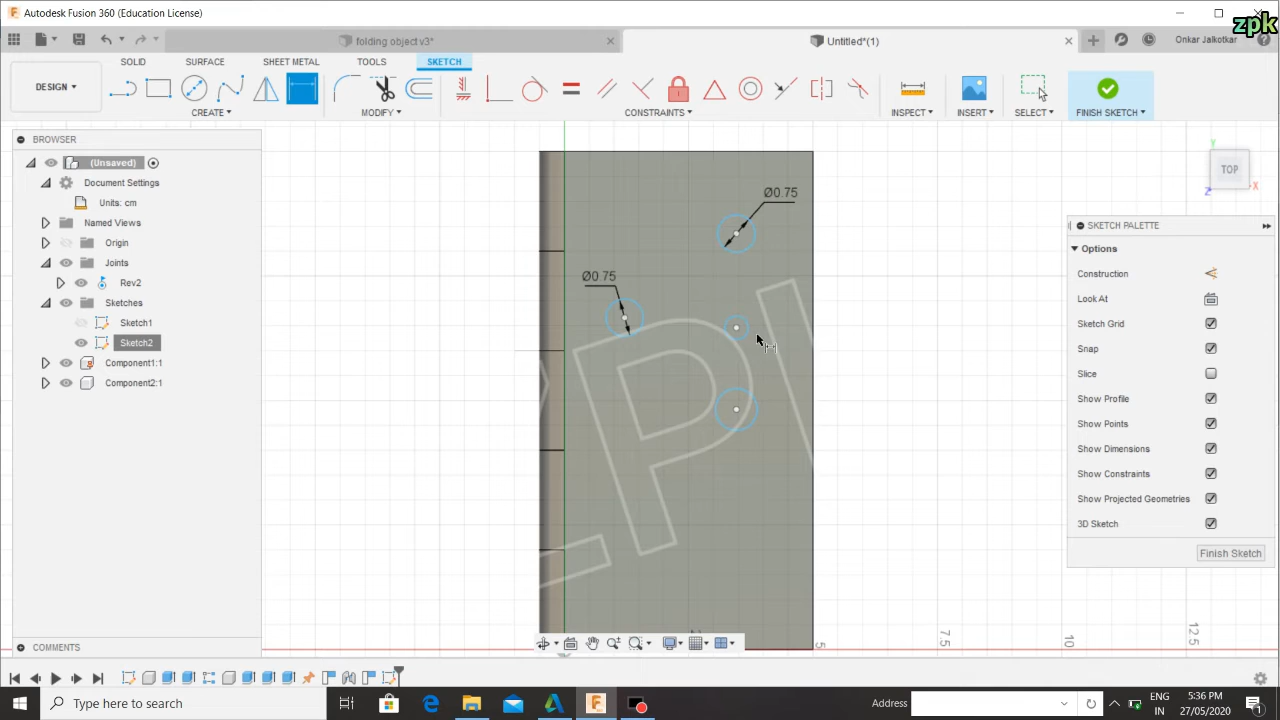 Autodesk Fusion 360 (Education License)
zpk
folding object v3*
Untitled*(1)
Onkar Jalkotkar
SOLID
SURFACE
SHEET METAL
TOOLS
SKETCH
DESIGN
CREATE
MODIFY
CONSTRAINTS
INSPECT
INSERT
SELECT
FINISH SKETCH
BROWSER
(Unsaved)
Document Settings
Units: cm
Named Views
Origin
Joints
Rev2
Sketches
Sketch1
Sketch2
Component1:1
Component2:1
Ø0.75
Ø0.75
TOP
Y
X
Z
SKETCH PALETTE
Options
Construction
Look At
Sketch Grid
Snap
Slice
Show Profile
Show Points
Show Dimensions
Show Constraints
Show Projected Geometries
3D Sketch
Finish Sketch
5
7.5
10
12.5
COMMENTS
Type here to search
Address
ENG
IN
5:36 PM
27/05/2020
1